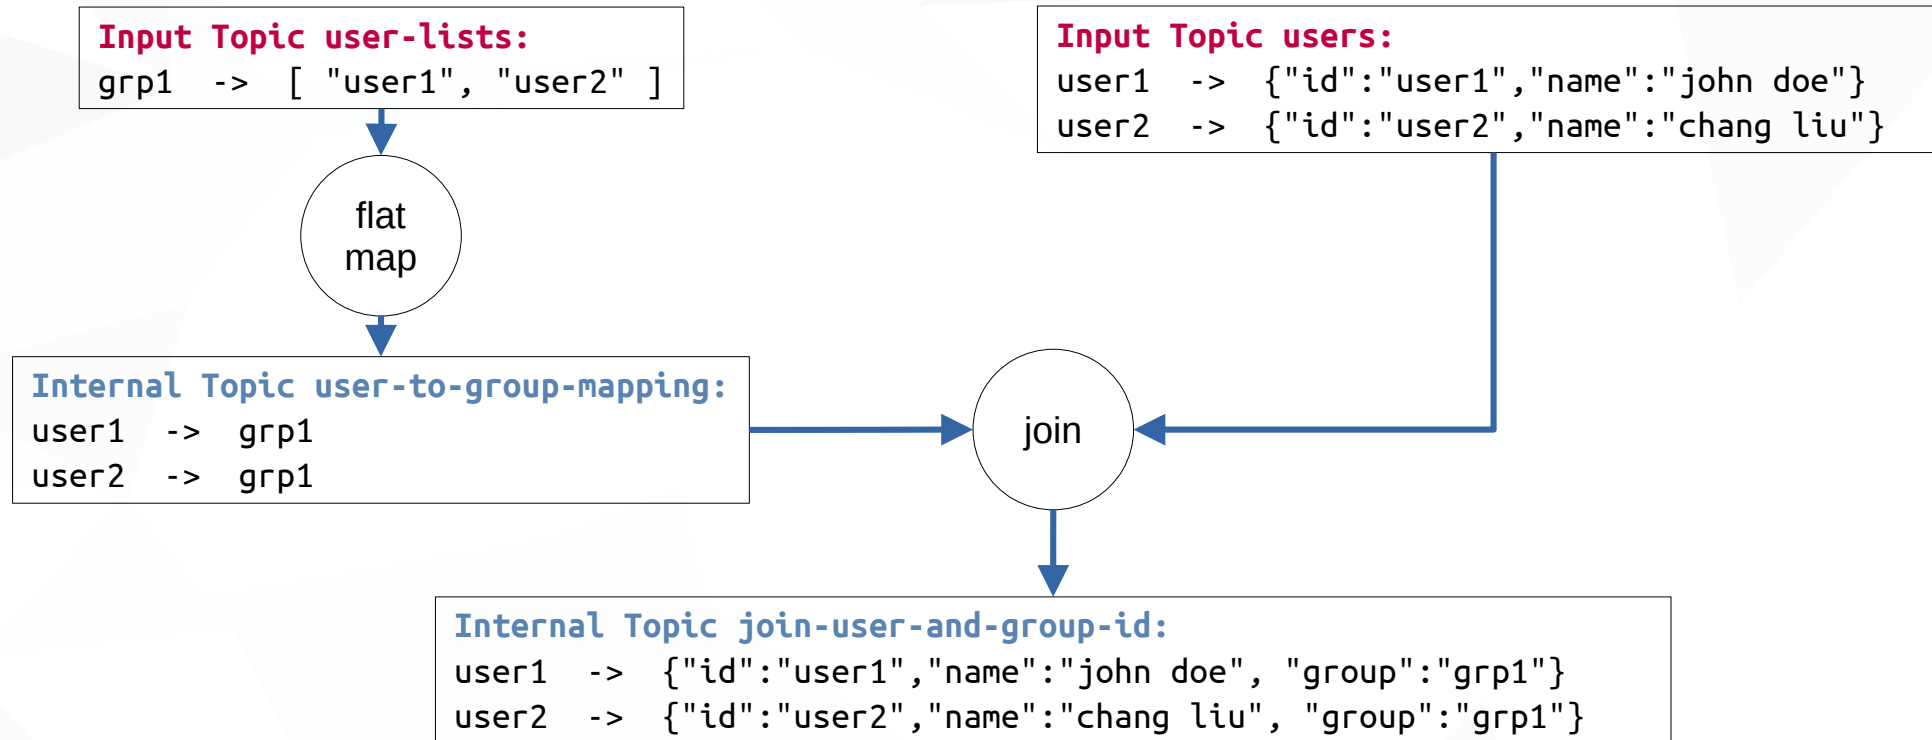 Input Topic user-lists:
grp1 -> [ "user1", "user2" ]
Input Topic users:
user1 -> {"id":"user1","name":"john doe"}
user2 -> {"id":"user2","name":"chang liu"}
flat
map
Internal Topic user-to-group-mapping:
user1 -> grp1
user2 -> grp1
join
Internal Topic join-user-and-group-id:
user1 -> {"id":"user1","name":"john doe", "group":"grp1"}
user2 -> {"id":"user2","name":"chang liu", "group":"grp1"}